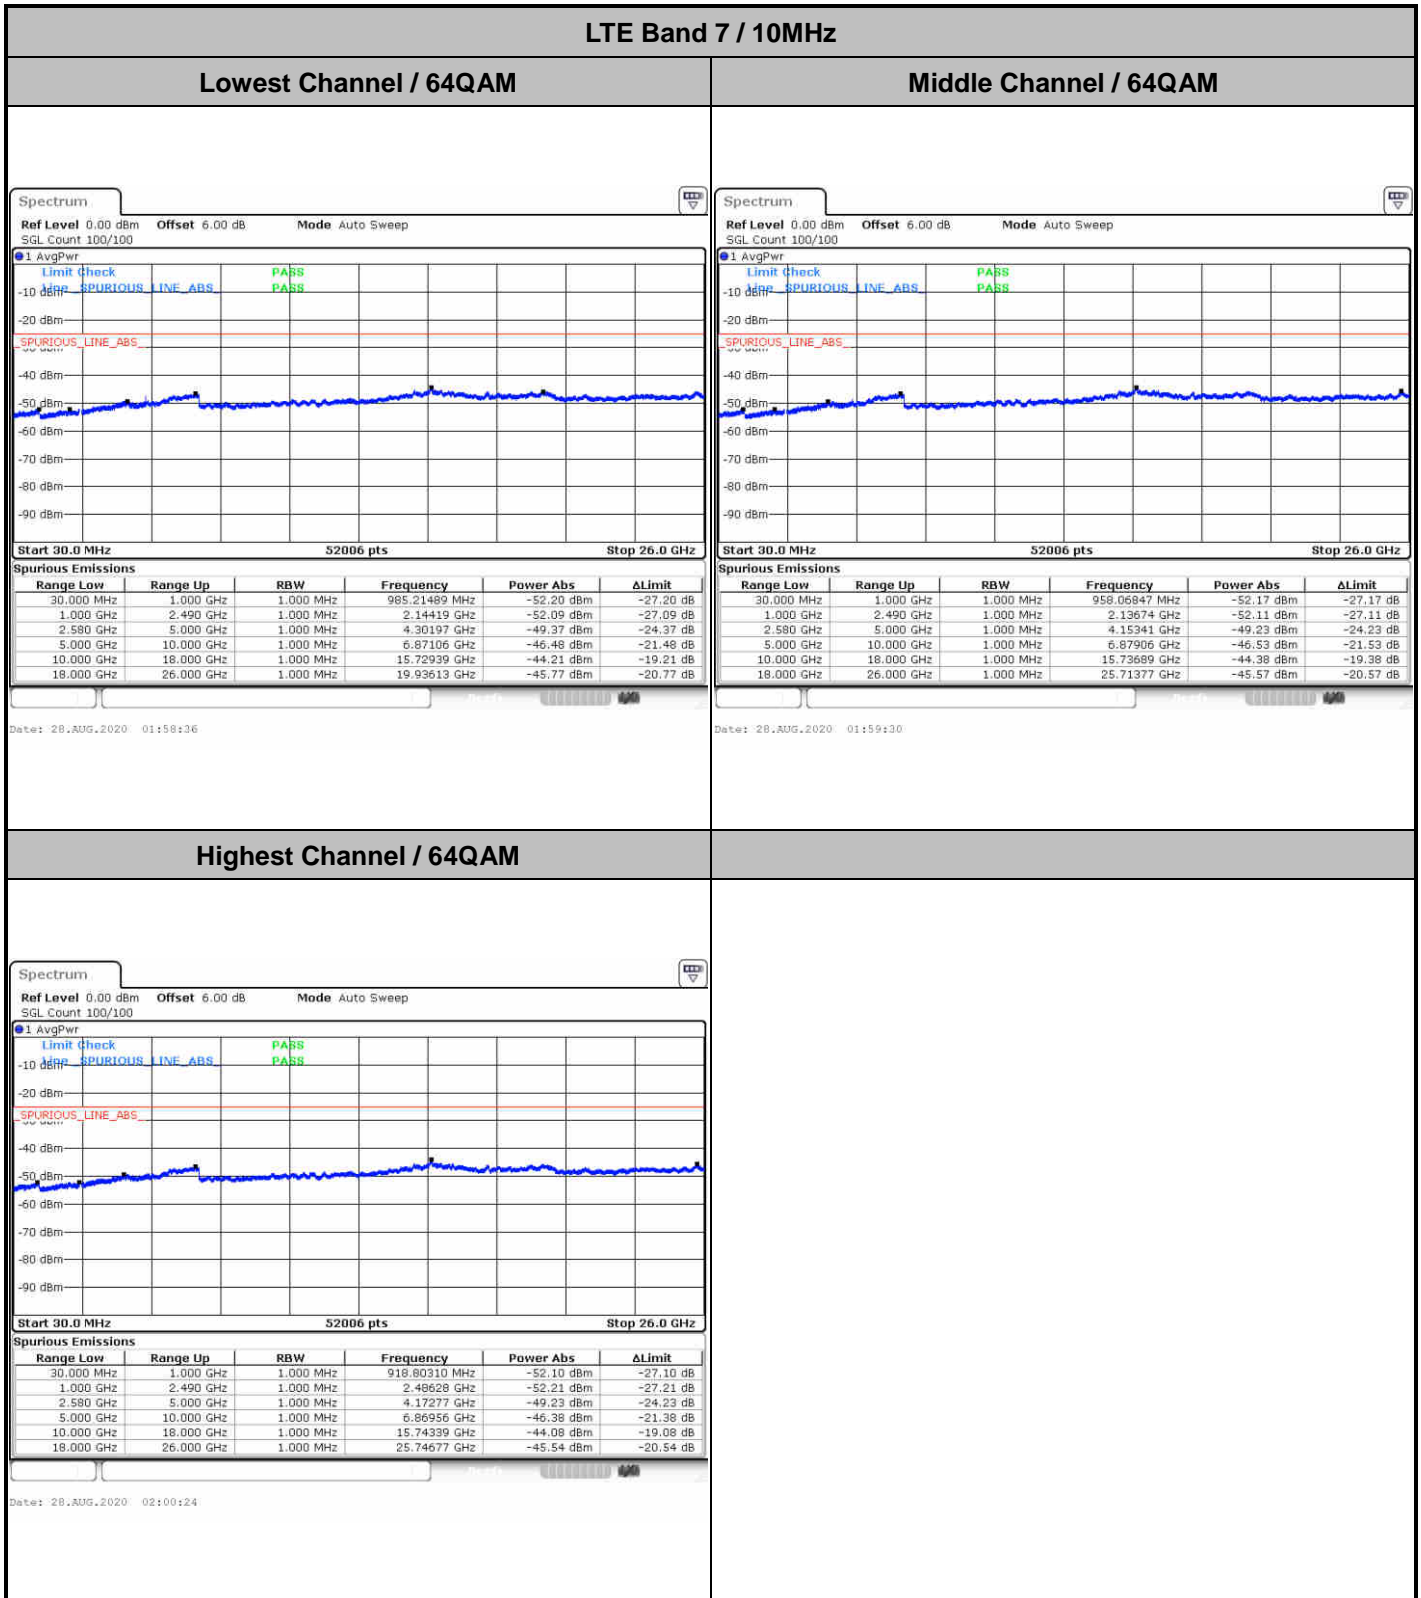 LTE Band 7 / 10MHz
Lowest Channel / 64QAM
Middle Channel / 64QAM
Spectrum
Ref Level 0.00 dBm Offset 6.00 dB Mode Auto Sweep
SGL Count 100/100
1 AvgPwr
Limit Check PASS
Line _SPURIOUS_LINE_ABS_ PASS
-10 dBm
-20 dBm
_SPURIOUS_LINE_ABS_
-30 dBm
-40 dBm
-50 dBm
-60 dBm
-70 dBm
-80 dBm
-90 dBm
Start 30.0 MHz 52006 pts Stop 26.0 GHz
Spurious Emissions
Range Low Range Up RBW Frequency Power Abs ΔLimit
30.000 MHz 1.000 GHz 1.000 MHz 985.21489 MHz -52.20 dBm -27.20 dB
1.000 GHz 2.490 GHz 1.000 MHz 2.14419 GHz -52.09 dBm -27.09 dB
2.580 GHz 5.000 GHz 1.000 MHz 4.30197 GHz -49.37 dBm -24.37 dB
5.000 GHz 10.000 GHz 1.000 MHz 6.87106 GHz -46.48 dBm -21.48 dB
10.000 GHz 18.000 GHz 1.000 MHz 15.72939 GHz -44.21 dBm -19.21 dB
18.000 GHz 26.000 GHz 1.000 MHz 19.93613 GHz -45.77 dBm -20.77 dB
Date: 28.AUG.2020 01:58:36
Spectrum
Ref Level 0.00 dBm Offset 6.00 dB Mode Auto Sweep
SGL Count 100/100
1 AvgPwr
Limit Check PASS
Line _SPURIOUS_LINE_ABS_ PASS
-10 dBm
-20 dBm
_SPURIOUS_LINE_ABS_
-30 dBm
-40 dBm
-50 dBm
-60 dBm
-70 dBm
-80 dBm
-90 dBm
Start 30.0 MHz 52006 pts Stop 26.0 GHz
Spurious Emissions
Range Low Range Up RBW Frequency Power Abs ΔLimit
30.000 MHz 1.000 GHz 1.000 MHz 958.06847 MHz -52.17 dBm -27.17 dB
1.000 GHz 2.490 GHz 1.000 MHz 2.13674 GHz -52.11 dBm -27.11 dB
2.580 GHz 5.000 GHz 1.000 MHz 4.15341 GHz -49.23 dBm -24.23 dB
5.000 GHz 10.000 GHz 1.000 MHz 6.87906 GHz -46.53 dBm -21.53 dB
10.000 GHz 18.000 GHz 1.000 MHz 15.73689 GHz -44.38 dBm -19.38 dB
18.000 GHz 26.000 GHz 1.000 MHz 25.71377 GHz -45.57 dBm -20.57 dB
Date: 28.AUG.2020 01:59:30
Highest Channel / 64QAM
Spectrum
Ref Level 0.00 dBm Offset 6.00 dB Mode Auto Sweep
SGL Count 100/100
1 AvgPwr
Limit Check PASS
Line _SPURIOUS_LINE_ABS_ PASS
-10 dBm
-20 dBm
_SPURIOUS_LINE_ABS_
-30 dBm
-40 dBm
-50 dBm
-60 dBm
-70 dBm
-80 dBm
-90 dBm
Start 30.0 MHz 52006 pts Stop 26.0 GHz
Spurious Emissions
Range Low Range Up RBW Frequency Power Abs ΔLimit
30.000 MHz 1.000 GHz 1.000 MHz 918.80310 MHz -52.10 dBm -27.10 dB
1.000 GHz 2.490 GHz 1.000 MHz 2.48628 GHz -52.21 dBm -27.21 dB
2.580 GHz 5.000 GHz 1.000 MHz 4.17277 GHz -49.23 dBm -24.23 dB
5.000 GHz 10.000 GHz 1.000 MHz 6.86956 GHz -46.38 dBm -21.38 dB
10.000 GHz 18.000 GHz 1.000 MHz 15.74339 GHz -44.08 dBm -19.08 dB
18.000 GHz 26.000 GHz 1.000 MHz 25.74677 GHz -45.54 dBm -20.54 dB
Date: 28.AUG.2020 02:00:24